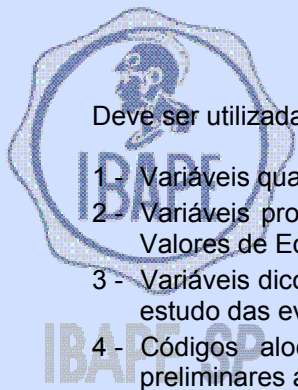 Deve ser utilizada
1 - Variáveis qua
2 - Variáveis pro
Valores de Ed
3 - Variáveis dico
estudo das ev
4 - Códigos aloc
preliminares a
IBAPE
IBAPE SP